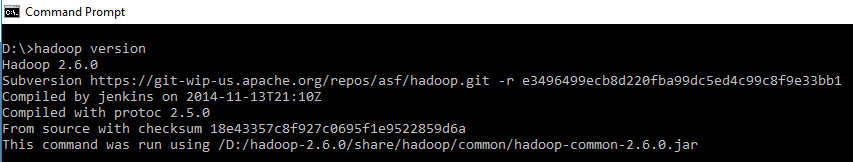 Command Prompt
D:\>hadoop version
Hadoop 2.6.0
Subversion https://git-wip-us.apache.org/repos/asf/hadoop.git -r e3496499ecb8d220fba99dc5ed4c99c8f9e33bb1
Compiled by jenkins on 2014-11-13T21:10Z
Compiled with protoc 2.5.0
From source with checksum 18e43357c8f927c0695f1e9522859d6a
This command was run using /D:/hadoop-2.6.0/share/hadoop/common/hadoop-common-2.6.0.jar